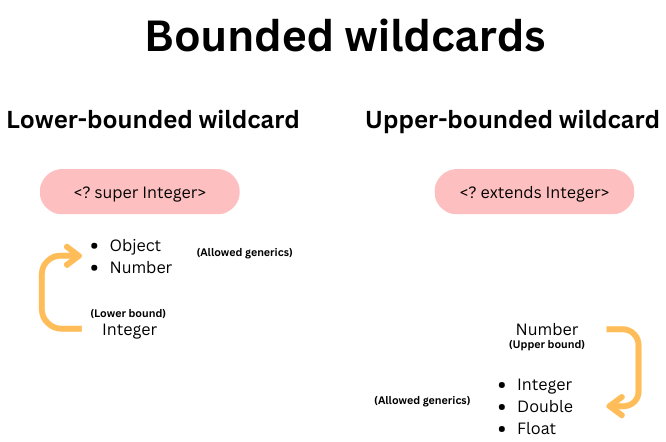 Bounded wildcards
Lower-bounded wildcard
<? super Integer>
• Object
• Number
(Allowed generics)
(Lower bound)
Integer
Upper-bounded wildcard
<? extends Integer>
Number
(Upper bound)
(Allowed generics)
• Integer
• Double
• Float